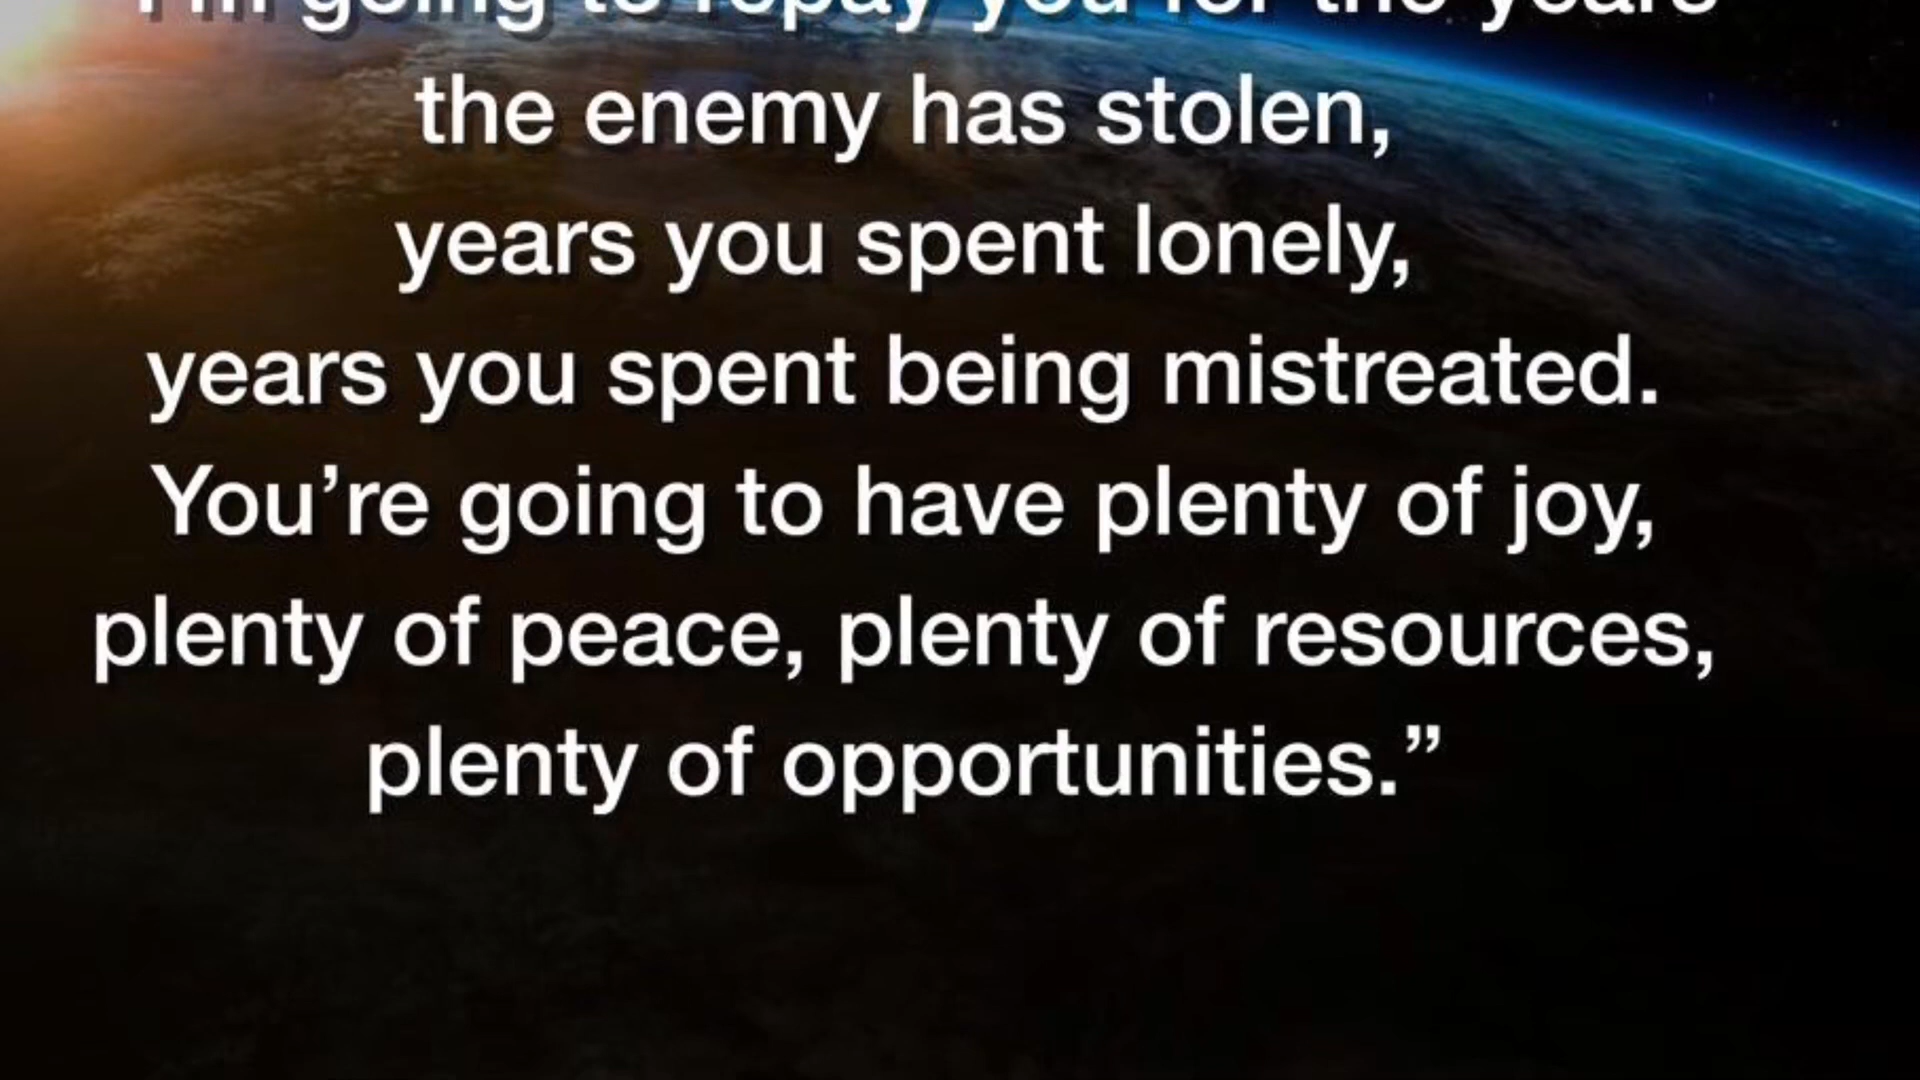 I'm going to repay you for the years
the enemy has stolen,
years you spent lonely,
years you spent being mistreated.
You’re going to have plenty of joy,
plenty of peace, plenty of resources,
plenty of opportunities.”